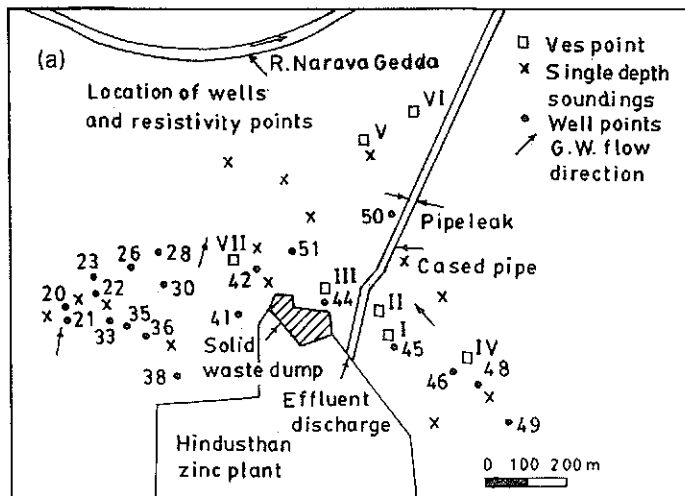 (a)
R.Narava Gedda
Location of wells
and resistivity points
Ves point
Single depth
soundings
Well points
G.W. flow
direction
VI
V
50
Pipe leak
Cased pipe
VII
51
28
26
23
22
30
42
III
44
20
21
33
35
36
41
II
I
45
IV
38
46
48
49
Solid
waste dump
Effluent
discharge
Hindusthan
zinc plant
0 100 200 m